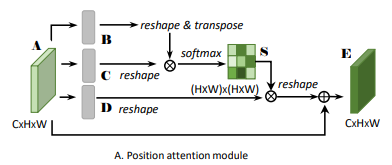 A
B
reshape & transpose
softmax
S
E
C
reshape
(HxW)x(HxW)
reshape
D
reshape
CxHxW
CxHxW
A. Position attention module